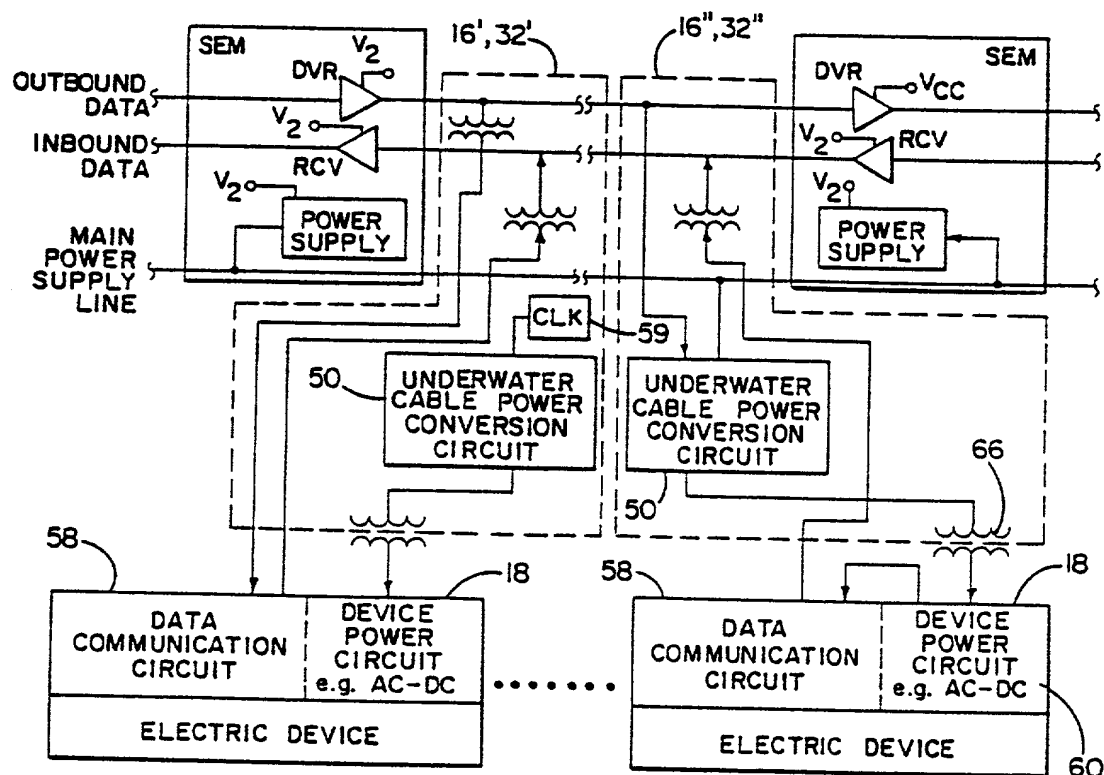 16', 32'
16", 32"
SEM
V2
DVR
OUTBOUND
DATA
V2
INBOUND
DATA
RCV
V2
POWER
SUPPLY
MAIN
POWER
SUPPLY
LINE
SEM
DVR
VCC
V2
RCV
V2
POWER
SUPPLY
CLK
59
50
UNDERWATER
CABLE POWER
CONVERSION
CIRCUIT
UNDERWATER
CABLE POWER
CONVERSION
CIRCUIT
50
66
58
18
DATA
COMMUNICATION
CIRCUIT
DEVICE
POWER
CIRCUIT
e.g. AC-DC
ELECTRIC DEVICE
58
18
DATA
COMMUNICATION
CIRCUIT
DEVICE
POWER
CIRCUIT
e.g. AC-DC
ELECTRIC DEVICE
60